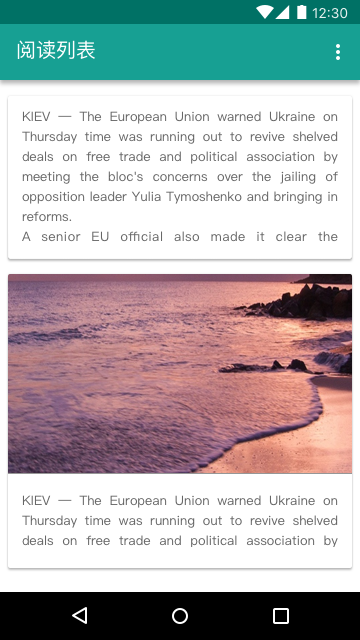 12:30
阅读列表
KIEV — The European Union warned Ukraine on
Thursday time was running out to revive shelved
deals on free trade and political association by
meeting the bloc's concerns over the jailing of
opposition leader Yulia Tymoshenko and bringing in
reforms.
A senior EU official also made it clear the
KIEV — The European Union warned Ukraine on
Thursday time was running out to revive shelved
deals on free trade and political association by